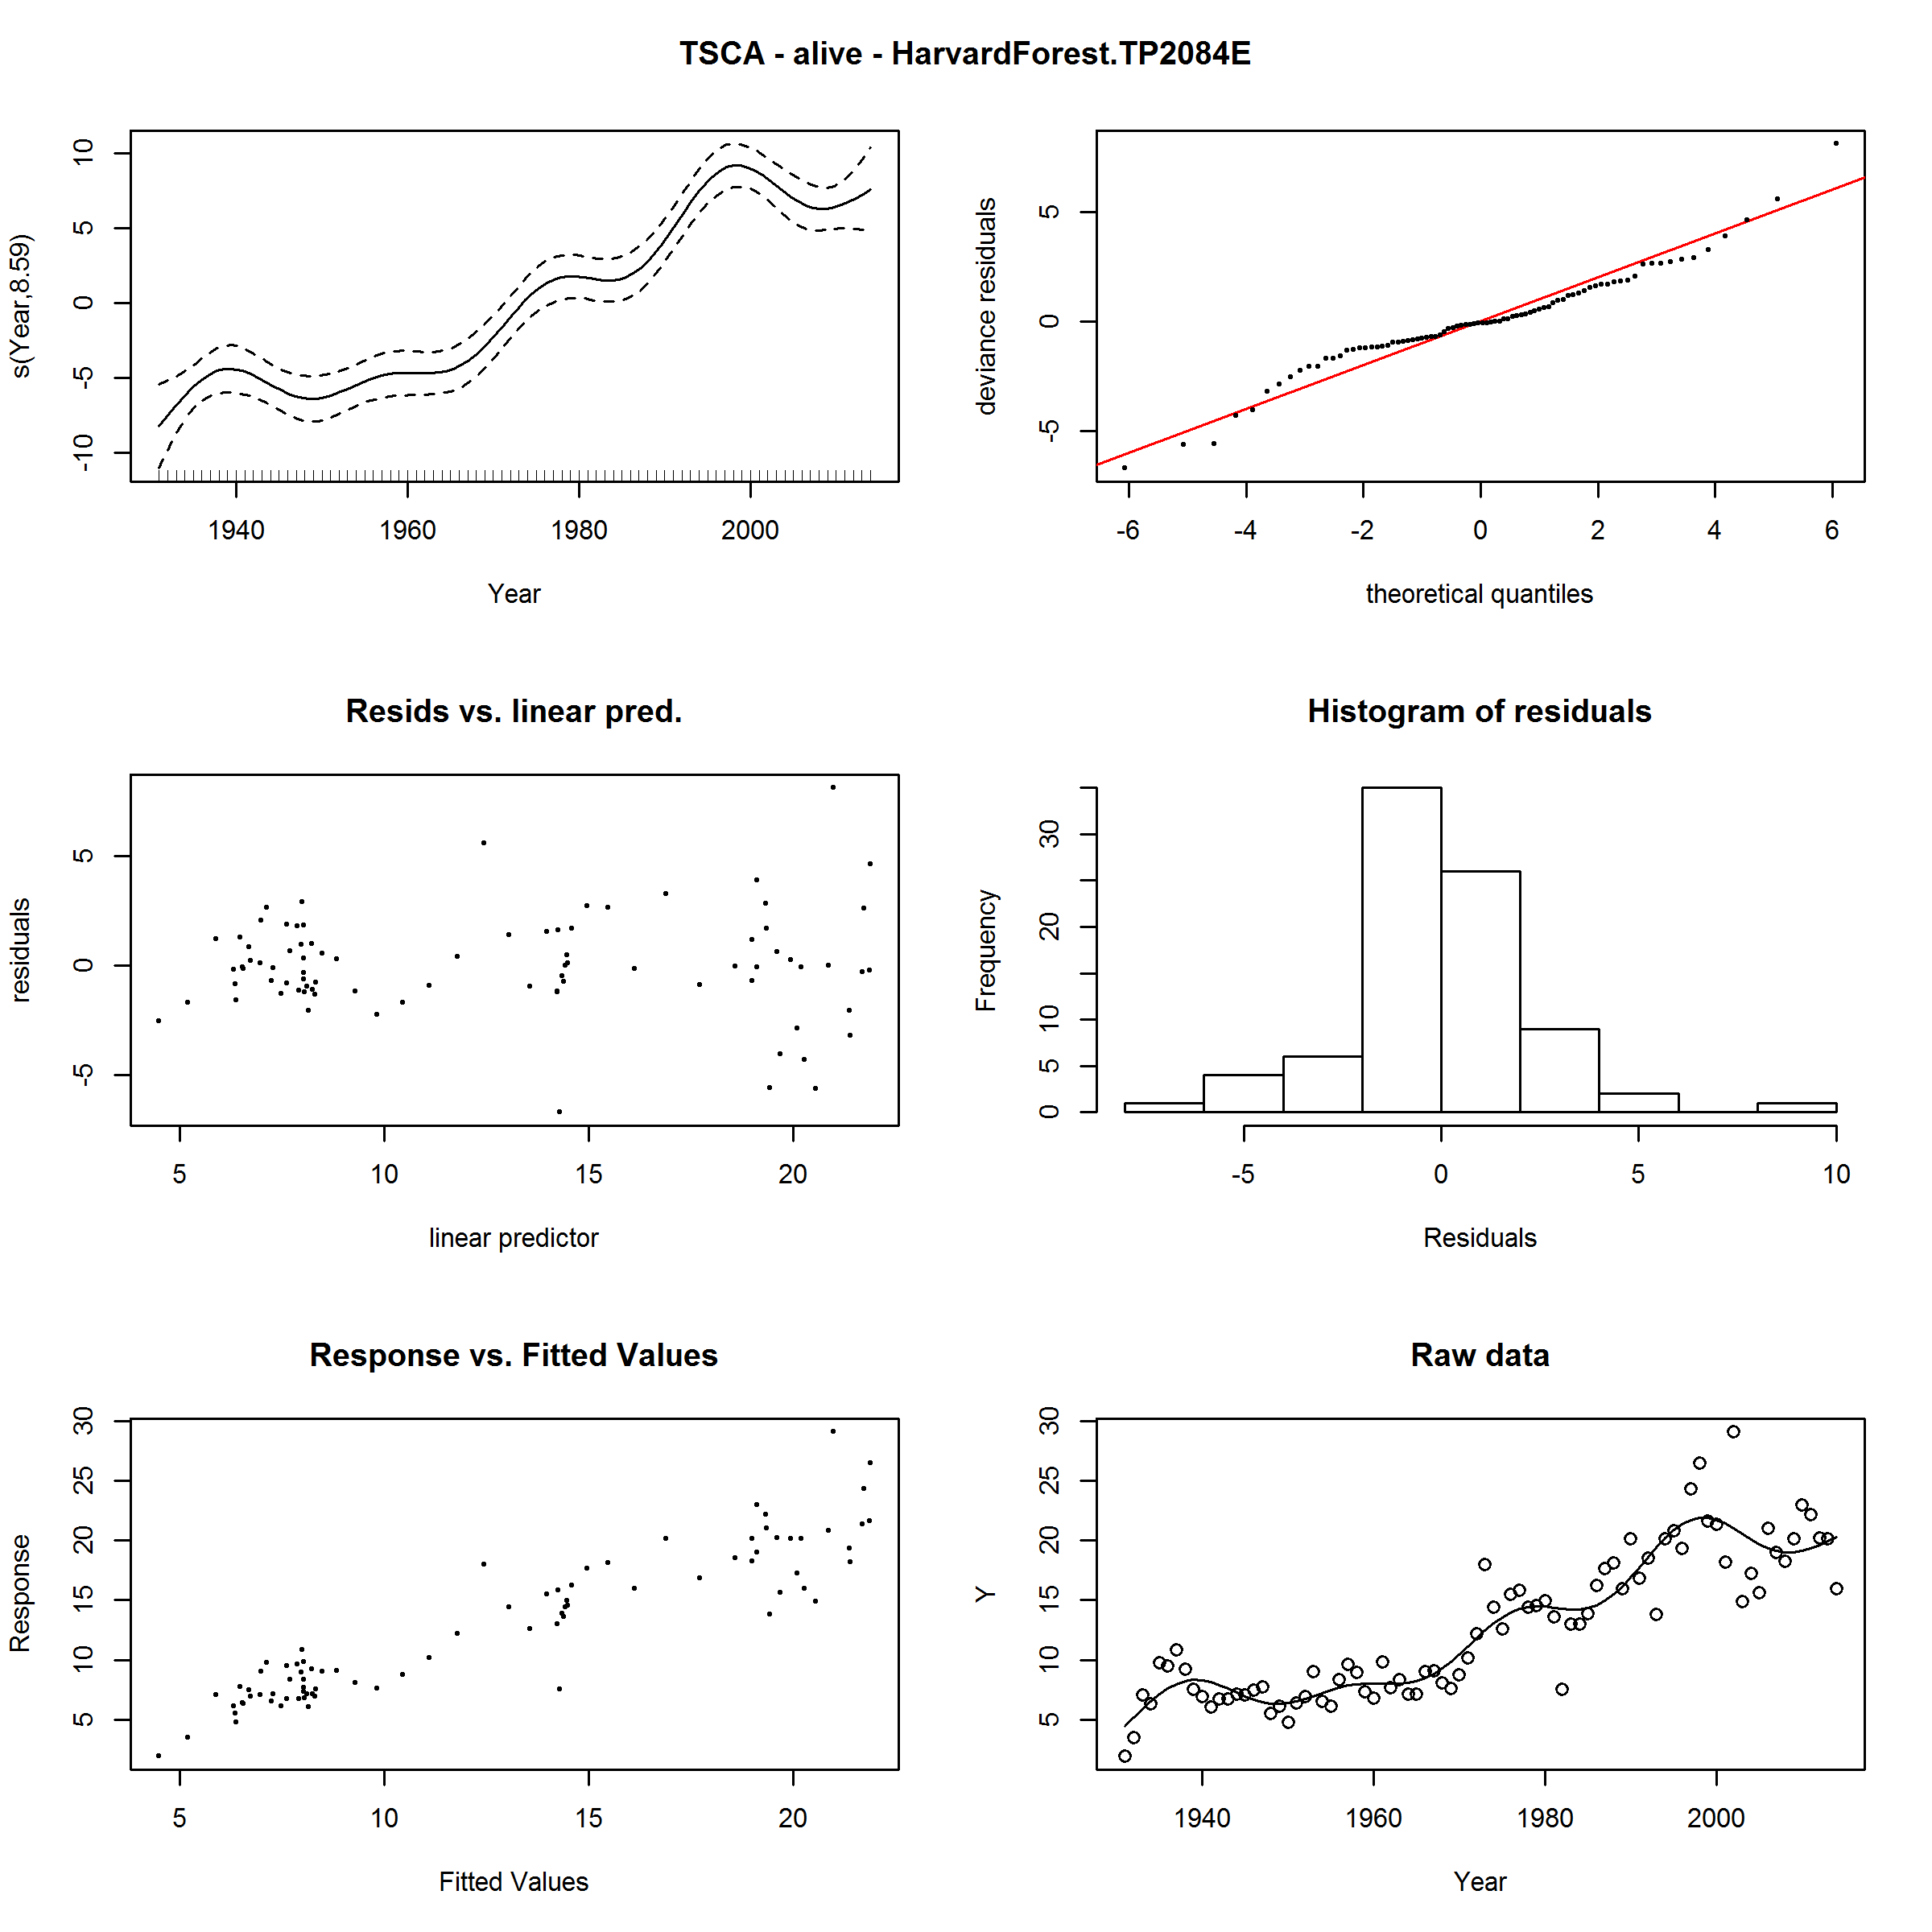 TSCA - alive - HarvardForest.TP2084E
s(Year,8.59)
10
5
0
-5
-10
1940 1960 1980 2000
Year
deviance residuals
5
0
-5
-6 -4 -2 0 2 4 6
theoretical quantiles
Resids vs. linear pred.
residuals
5
0
-5
5 10 15 20
linear predictor
Histogram of residuals
Frequency
30
20
10
5
0
-5 0 5 10
Residuals
Response vs. Fitted Values
Response
30
25
20
15
10
5
5 10 15 20
Fitted Values
Raw data
Y
30
25
20
15
10
5
1940 1960 1980 2000
Year